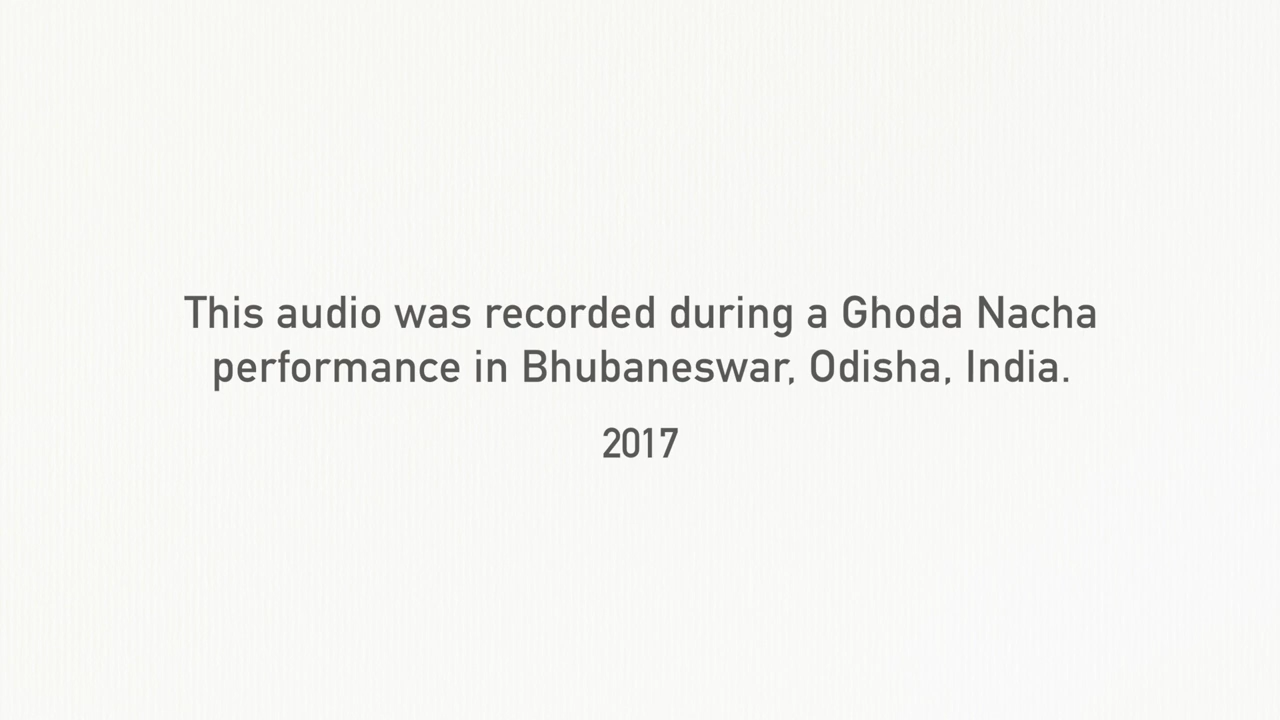 This audio was recorded during a Ghoda Nacha
performance in Bhubaneswar, Odisha, India.
2017